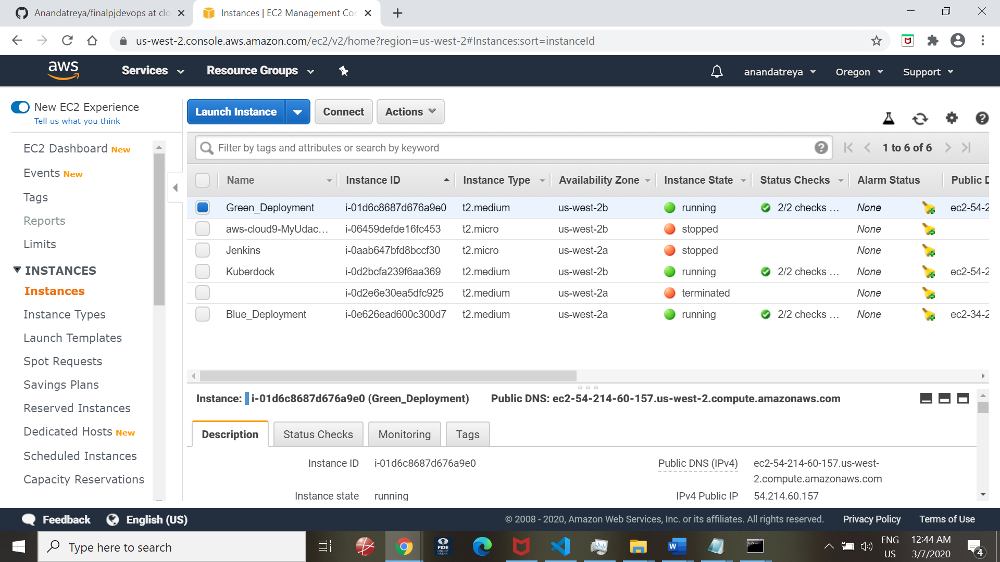 Anandatreya/finalpjdevops at clo
Instances | EC2 Management Con
us-west-2.console.aws.amazon.com/ec2/v2/home?region=us-west-2#Instances:sort=instanceId
aws Services Resource Groups anandatreya Oregon Support
New EC2 Experience
Tell us what you think
EC2 Dashboard New
Events New
Tags
Reports
Limits
INSTANCES
Instances
Instance Types
Launch Templates
Spot Requests
Savings Plans
Reserved Instances
Dedicated Hosts New
Scheduled Instances
Capacity Reservations
Launch Instance Connect Actions
Filter by tags and attributes or search by keyword 1 to 6 of 6
Name Instance ID Instance Type Availability Zone Instance State Status Checks Alarm Status Public D
Green_Deployment i-01d6c8687d676a9e0 t2.medium us-west-2b running 2/2 checks ... None ec2-54-2
aws-cloud9-MyUdac... i-06459defde16fc453 t2.micro us-west-2b stopped None
Jenkins i-0aab647bfd8bccf30 t2.micro us-west-2a stopped None
Kuberdock i-0d2bcfa239f6aa369 t2.medium us-west-2b running 2/2 checks ... None ec2-54-2
i-0d2e6e30ea5dfc925 t2.medium us-west-2a terminated None
Blue_Deployment i-0e626ead600c300d7 t2.medium us-west-2a running 2/2 checks ... None ec2-34-2
Instance: i-01d6c8687d676a9e0 (Green_Deployment) Public DNS: ec2-54-214-60-157.us-west-2.compute.amazonaws.com
Description Status Checks Monitoring Tags
Instance ID i-01d6c8687d676a9e0
Public DNS (IPv4) ec2-54-214-60-157.us-west-
2.compute.amazonaws.com
Instance state running
IPv4 Public IP 54.214.60.157
Feedback English (US) © 2008 - 2020, Amazon Web Services, Inc. or its affiliates. All rights reserved. Privacy Policy Terms of Use
Type here to search
FIDE
ONLINE
ARENA
ENG
US
12:44 AM
3/7/2020
4